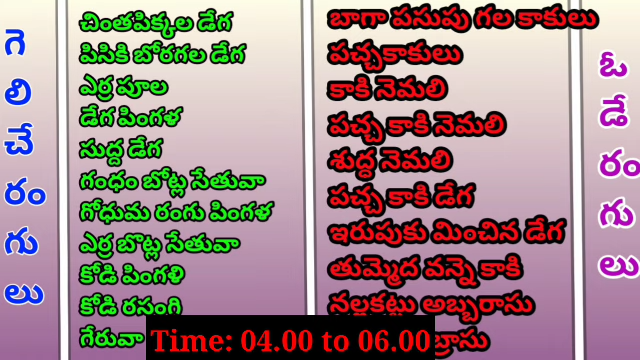 గెలిచే రంగులు
చింతపిక్కల డేగ
పిసికి బోరగల డేగ
ఎర్ర పూల
డేగ పింగళ
సుద్ద డేగ
గంధం బోట్ల సేతువా
గోధుమ రంగు పింగళ
ఎర్ర బొట్ల సేతువా
కోడి పింగళి
కోడి రసంగి
గేరువా
బాగా పసుపు గల కాకులు
పచ్చకాకులు
కాకి నెమలి
పచ్చ కాకి నెమలి
శుద్ధ నెమలి
పచ్చ కాకి డేగ
ఇరుపుకు మించిన డేగ
తుమ్మెద వన్నె కాకి
నల్లకట్టు అబ్బరాసు
ఓడే రంగులు
Time: 04.00 to 06.00